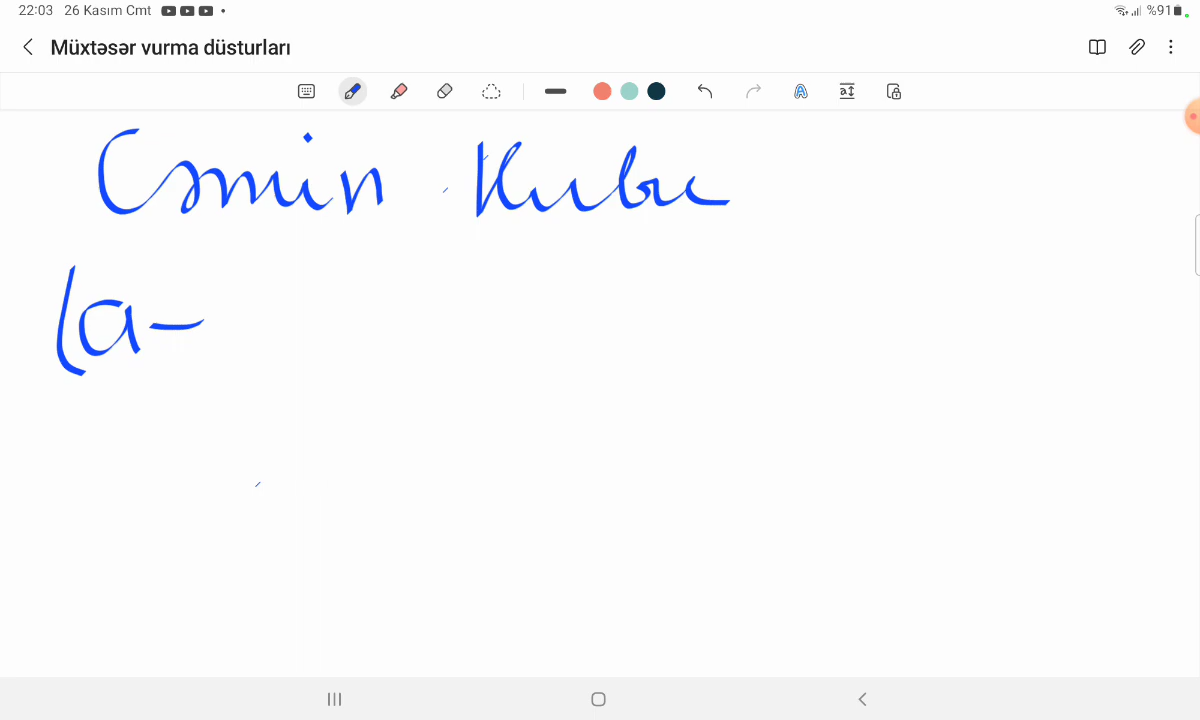 22:03 26 Kasım Cmt %91
Müxtəsər vurma düsturları
Cəmin Kubu
(a-